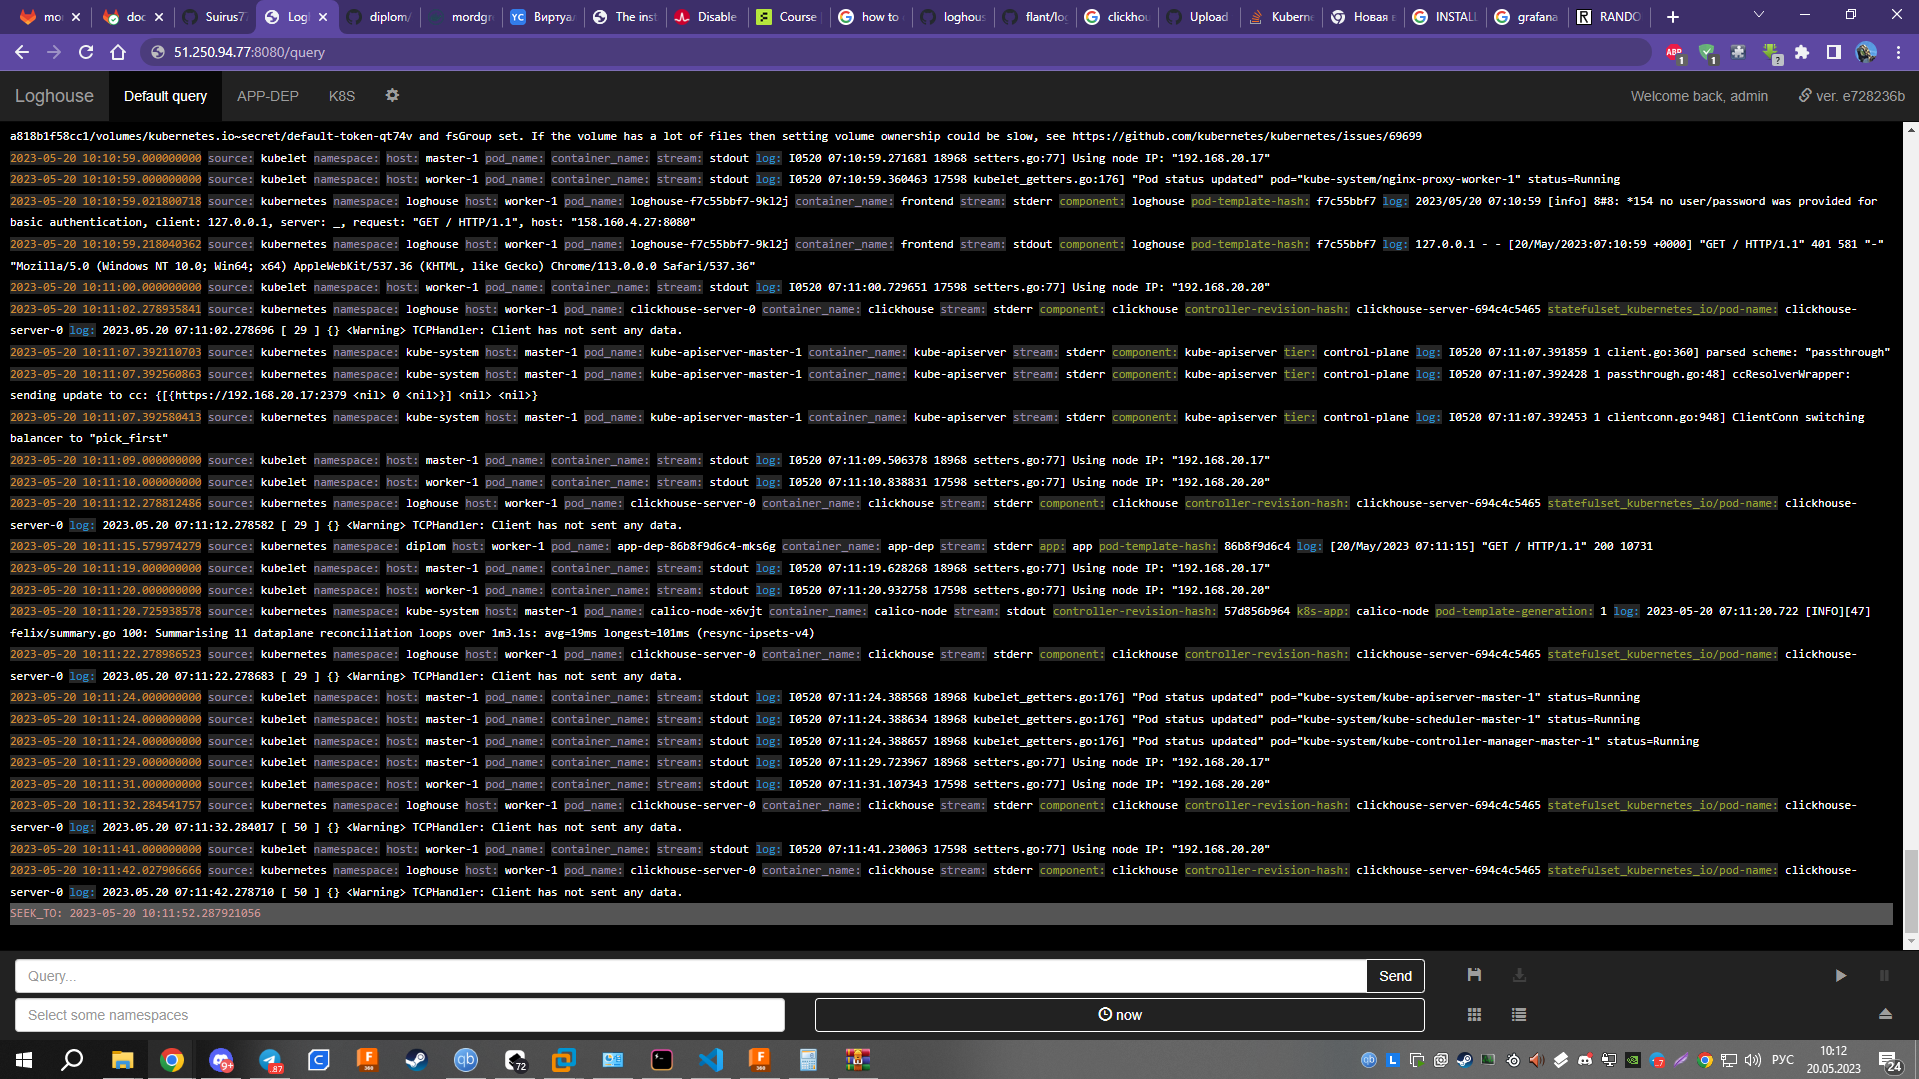 mor
doc
Suirus77
Logl
diplom/
mordgr
Виртуал
The inst
Disable
Course
how to
loghous
flant/log
clickhou
Upload
Kuberne
Новая в
INSTALL
grafana
RANDO
51.250.94.77:8080/query
Loghouse Default query APP-DEP K8S Welcome back, admin ver. e728236b
a818b1f58cc1/volumes/kubernetes.io~secret/default-token-qt74v and fsGroup set. If the volume has a lot of files then setting volume ownership could be slow, see https://github.com/kubernetes/kubernetes/issues/69699
2023-05-20 10:10:59.000000000 source: kubelet namespace: host: master-1 pod_name: container_name: stream: stdout log: I0520 07:10:59.271681 18968 setters.go:77] Using node IP: "192.168.20.17"
2023-05-20 10:10:59.000000000 source: kubelet namespace: host: worker-1 pod_name: container_name: stream: stdout log: I0520 07:10:59.360463 17598 kubelet_getters.go:176] "Pod status updated" pod="kube-system/nginx-proxy-worker-1" status=Running
2023-05-20 10:10:59.021800718 source: kubernetes namespace: loghouse host: worker-1 pod_name: loghouse-f7c55bbf7-9kl2j container_name: frontend stream: stderr component: loghouse pod-template-hash: f7c55bbf7 log: 2023/05/20 07:10:59 [info] 8#8: *154 no user/password was provided for
basic authentication, client: 127.0.0.1, server: _, request: "GET / HTTP/1.1", host: "158.160.4.27:8080"
2023-05-20 10:10:59.218040362 source: kubernetes namespace: loghouse host: worker-1 pod_name: loghouse-f7c55bbf7-9kl2j container_name: frontend stream: stdout component: loghouse pod-template-hash: f7c55bbf7 log: 127.0.0.1 - - [20/May/2023:07:10:59 +0000] "GET / HTTP/1.1" 401 581 "-"
"Mozilla/5.0 (Windows NT 10.0; Win64; x64) AppleWebKit/537.36 (KHTML, like Gecko) Chrome/113.0.0.0 Safari/537.36"
2023-05-20 10:11:00.000000000 source: kubelet namespace: host: worker-1 pod_name: container_name: stream: stdout log: I0520 07:11:00.729651 17598 setters.go:77] Using node IP: "192.168.20.20"
2023-05-20 10:11:02.278935841 source: kubernetes namespace: loghouse host: worker-1 pod_name: clickhouse-server-0 container_name: clickhouse stream: stderr component: clickhouse controller-revision-hash: clickhouse-server-694c4c5465 statefulset_kubernetes_io/pod-name: clickhouse-
server-0 log: 2023.05.20 07:11:02.278696 [ 29 ] {} <Warning> TCPHandler: Client has not sent any data.
2023-05-20 10:11:07.392110703 source: kubernetes namespace: kube-system host: master-1 pod_name: kube-apiserver-master-1 container_name: kube-apiserver stream: stderr component: kube-apiserver tier: control-plane log: I0520 07:11:07.391859 1 client.go:360] parsed scheme: "passthrough"
2023-05-20 10:11:07.392560863 source: kubernetes namespace: kube-system host: master-1 pod_name: kube-apiserver-master-1 container_name: kube-apiserver stream: stderr component: kube-apiserver tier: control-plane log: I0520 07:11:07.392428 1 passthrough.go:48] ccResolverWrapper:
sending update to cc: {[{https://192.168.20.17:2379 <nil> 0 <nil>}] <nil> <nil>}
2023-05-20 10:11:07.392580413 source: kubernetes namespace: kube-system host: master-1 pod_name: kube-apiserver-master-1 container_name: kube-apiserver stream: stderr component: kube-apiserver tier: control-plane log: I0520 07:11:07.392453 1 clientconn.go:948] ClientConn switching
balancer to "pick_first"
2023-05-20 10:11:09.000000000 source: kubelet namespace: host: master-1 pod_name: container_name: stream: stdout log: I0520 07:11:09.506378 18968 setters.go:77] Using node IP: "192.168.20.17"
2023-05-20 10:11:10.000000000 source: kubelet namespace: host: worker-1 pod_name: container_name: stream: stdout log: I0520 07:11:10.838831 17598 setters.go:77] Using node IP: "192.168.20.20"
2023-05-20 10:11:12.278812486 source: kubernetes namespace: loghouse host: worker-1 pod_name: clickhouse-server-0 container_name: clickhouse stream: stderr component: clickhouse controller-revision-hash: clickhouse-server-694c4c5465 statefulset_kubernetes_io/pod-name: clickhouse-
server-0 log: 2023.05.20 07:11:12.278582 [ 29 ] {} <Warning> TCPHandler: Client has not sent any data.
2023-05-20 10:11:15.579974279 source: kubernetes namespace: diplom host: worker-1 pod_name: app-dep-86b8f9d6c4-mks6g container_name: app-dep stream: stderr app: app pod-template-hash: 86b8f9d6c4 log: [20/May/2023 07:11:15] "GET / HTTP/1.1" 200 10731
2023-05-20 10:11:19.000000000 source: kubelet namespace: host: master-1 pod_name: container_name: stream: stdout log: I0520 07:11:19.628268 18968 setters.go:77] Using node IP: "192.168.20.17"
2023-05-20 10:11:20.000000000 source: kubelet namespace: host: worker-1 pod_name: container_name: stream: stdout log: I0520 07:11:20.932758 17598 setters.go:77] Using node IP: "192.168.20.20"
2023-05-20 10:11:20.725938578 source: kubernetes namespace: kube-system host: master-1 pod_name: calico-node-x6vjt container_name: calico-node stream: stdout controller-revision-hash: 57d856b964 k8s-app: calico-node pod-template-generation: 1 log: 2023-05-20 07:11:20.722 [INFO][47]
felix/summary.go 100: Summarising 11 dataplane reconciliation loops over 1m3.1s: avg=19ms longest=101ms (resync-ipsets-v4)
2023-05-20 10:11:22.278986523 source: kubernetes namespace: loghouse host: worker-1 pod_name: clickhouse-server-0 container_name: clickhouse stream: stderr component: clickhouse controller-revision-hash: clickhouse-server-694c4c5465 statefulset_kubernetes_io/pod-name: clickhouse-
server-0 log: 2023.05.20 07:11:22.278683 [ 29 ] {} <Warning> TCPHandler: Client has not sent any data.
2023-05-20 10:11:24.000000000 source: kubelet namespace: host: master-1 pod_name: container_name: stream: stdout log: I0520 07:11:24.388568 18968 kubelet_getters.go:176] "Pod status updated" pod="kube-system/kube-apiserver-master-1" status=Running
2023-05-20 10:11:24.000000000 source: kubelet namespace: host: master-1 pod_name: container_name: stream: stdout log: I0520 07:11:24.388634 18968 kubelet_getters.go:176] "Pod status updated" pod="kube-system/kube-scheduler-master-1" status=Running
2023-05-20 10:11:24.000000000 source: kubelet namespace: host: master-1 pod_name: container_name: stream: stdout log: I0520 07:11:24.388657 18968 kubelet_getters.go:176] "Pod status updated" pod="kube-system/kube-controller-manager-master-1" status=Running
2023-05-20 10:11:29.000000000 source: kubelet namespace: host: master-1 pod_name: container_name: stream: stdout log: I0520 07:11:29.723967 18968 setters.go:77] Using node IP: "192.168.20.17"
2023-05-20 10:11:31.000000000 source: kubelet namespace: host: worker-1 pod_name: container_name: stream: stdout log: I0520 07:11:31.107343 17598 setters.go:77] Using node IP: "192.168.20.20"
2023-05-20 10:11:32.284541757 source: kubernetes namespace: loghouse host: worker-1 pod_name: clickhouse-server-0 container_name: clickhouse stream: stderr component: clickhouse controller-revision-hash: clickhouse-server-694c4c5465 statefulset_kubernetes_io/pod-name: clickhouse-
server-0 log: 2023.05.20 07:11:32.284017 [ 50 ] {} <Warning> TCPHandler: Client has not sent any data.
2023-05-20 10:11:41.000000000 source: kubelet namespace: host: worker-1 pod_name: container_name: stream: stdout log: I0520 07:11:41.230063 17598 setters.go:77] Using node IP: "192.168.20.20"
2023-05-20 10:11:42.027906666 source: kubernetes namespace: loghouse host: worker-1 pod_name: clickhouse-server-0 container_name: clickhouse stream: stderr component: clickhouse controller-revision-hash: clickhouse-server-694c4c5465 statefulset_kubernetes_io/pod-name: clickhouse-
server-0 log: 2023.05.20 07:11:42.278710 [ 50 ] {} <Warning> TCPHandler: Client has not sent any data.
SEEK_TO: 2023-05-20 10:11:52.287921056
Query... Send
Select some namespaces now
РУС
10:12
20.05.2023
24